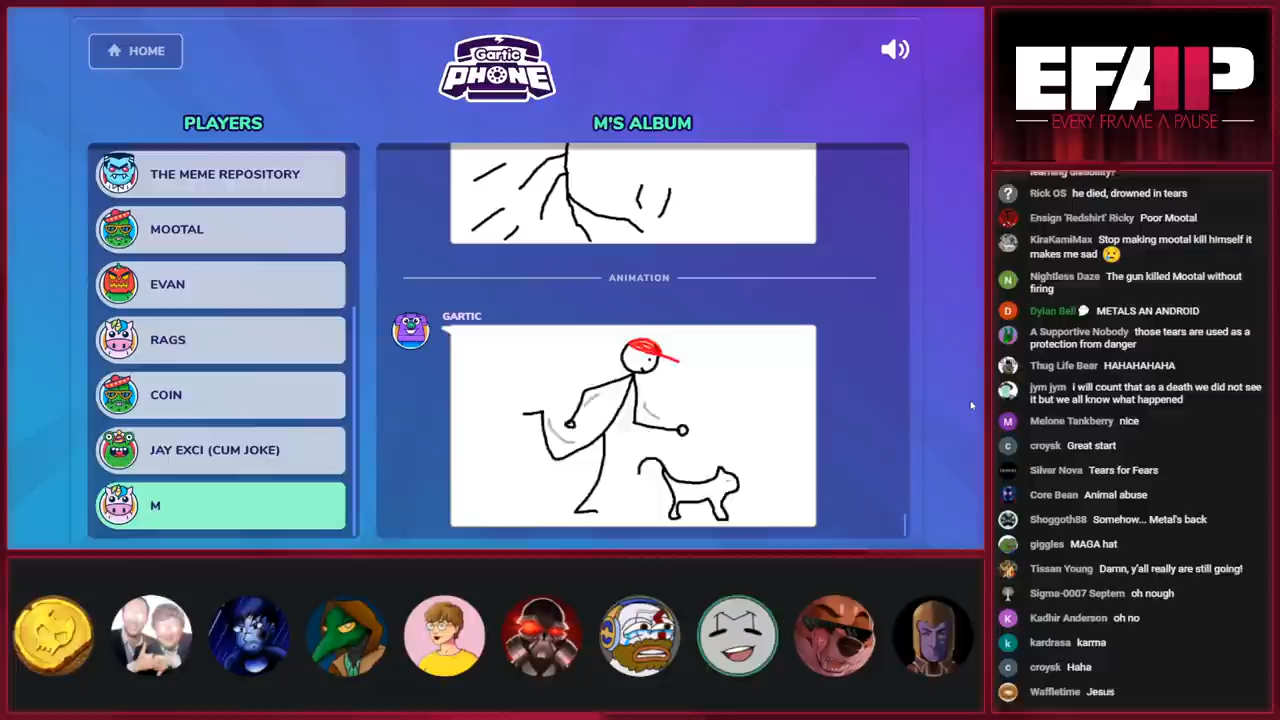 HOME
Gartic
PHONE
PLAYERS
M'S ALBUM
THE MEME REPOSITORY
MOOTAL
EVAN
RAGS
COIN
JAY EXCI (CUM JOKE)
M
ANIMATION
GARTIC
EFAP
EVERY FRAME A PAUSE
learning disability?
Rick OS he died, drowned in tears
Ensign 'Redshirt' Ricky Poor Mootal
KiraKamiMax Stop making mootal kill himself it
makes me sad
Nightless Daze The gun killed Mootal without
firing
Dylan Bell METALS AN ANDROID
A Supportive Nobody those tears are used as a
protection from danger
Thug Life Bear HAHAHAHAHA
jym jym i will count that as a death we did not see
it but we all know what happened
Melone Tankberry nice
croysk Great start
Silver Nova Tears for Fears
Core Bean Animal abuse
Shoggoth88 Somehow... Metal's back
giggles MAGA hat
Tissan Young Damn, y'all really are still going!
Sigma-0007 Septem oh nough
Kadhir Anderson oh no
kardrasa karma
croysk Haha
Waffletime Jesus